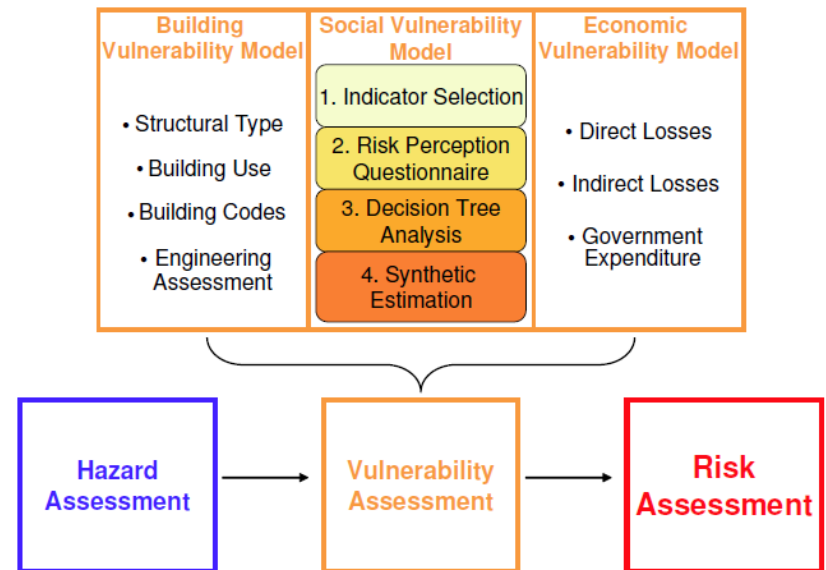 Building
Vulnerability Model
• Structural Type
• Building Use
• Building Codes
• Engineering
Assessment
Social Vulnerability
Model
1. Indicator Selection
2. Risk Perception
Questionnaire
3. Decision Tree
Analysis
4. Synthetic
Estimation
Economic
Vulnerability Model
• Direct Losses
• Indirect Losses
• Government
Expenditure
Hazard
Assessment
Vulnerability
Assessment
Risk
Assessment